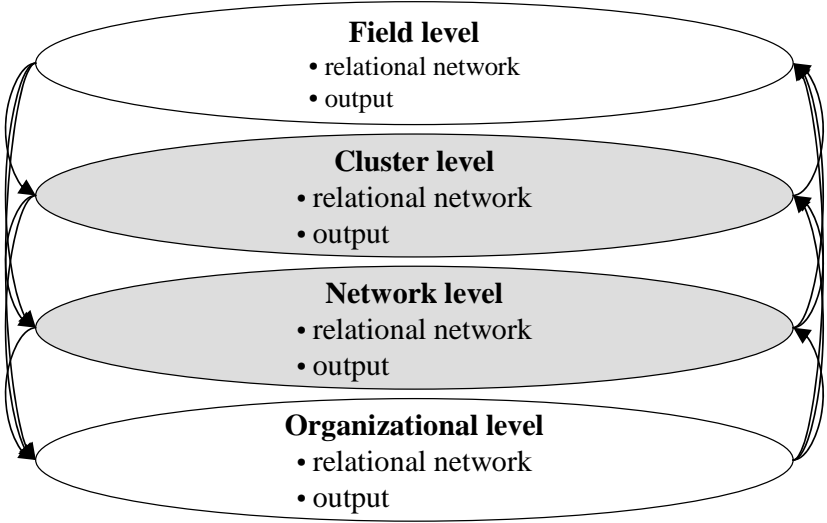 Field level
• relational network
• output
Cluster level
• relational network
• output
Network level
• relational network
• output
Organizational level
• relational network
• output